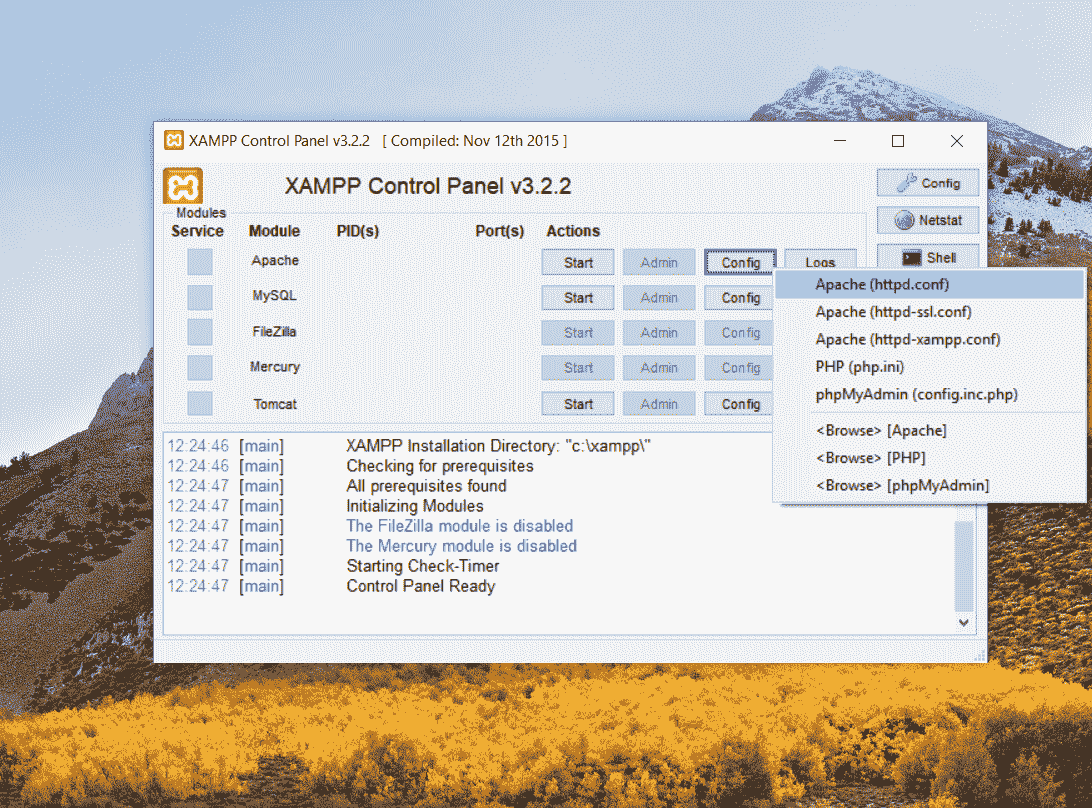 XAMPP Control Panel v3.2.2 [ Compiled: Nov 12th 2015 ]
XAMPP Control Panel v3.2.2
Config
Modules
Netstat
Service Module PID(s) Port(s) Actions
Shell
Apache Start Admin Config Logs
MySQL Start Admin Config
FileZilla Start Admin Config
Mercury Start Admin Config
Tomcat Start Admin Config
Apache (httpd.conf)
Apache (httpd-ssl.conf)
Apache (httpd-xampp.conf)
PHP (php.ini)
phpMyAdmin (config.inc.php)
<Browse> [Apache]
<Browse> [PHP]
<Browse> [phpMyAdmin]
12:24:46 [main] XAMPP Installation Directory: "c:\xampp\"
12:24:46 [main] Checking for prerequisites
12:24:47 [main] All prerequisites found
12:24:47 [main] Initializing Modules
12:24:47 [main] The FileZilla module is disabled
12:24:47 [main] The Mercury module is disabled
12:24:47 [main] Starting Check-Timer
12:24:47 [main] Control Panel Ready